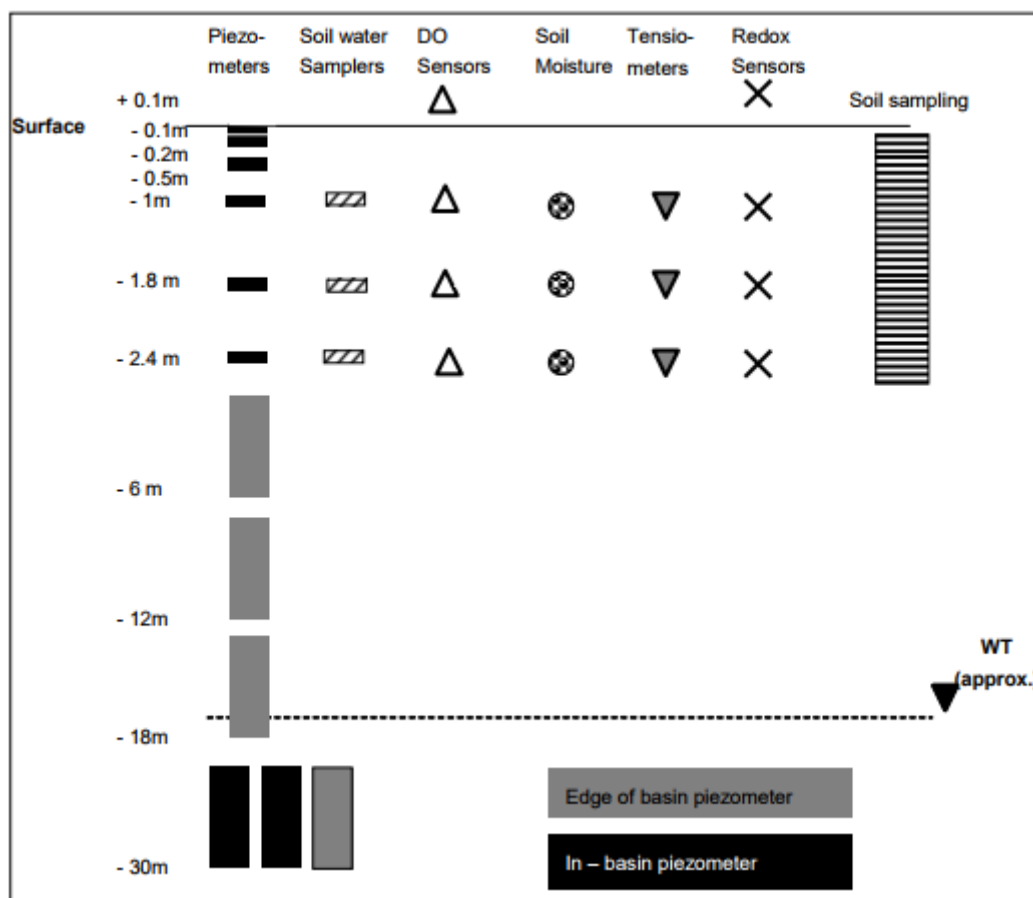 Piezo- Soil water DO Soil Tensio- Redox
meters Samplers Sensors Moisture meters Sensors
+ 0.1m Soil sampling
Surface
- 0.1m
- 0.2m
- 0.5m
- 1m
- 1.8 m
- 2.4 m
- 6 m
- 12m
WT
(approx.)
- 18m
Edge of basin piezometer
In – basin piezometer
- 30m